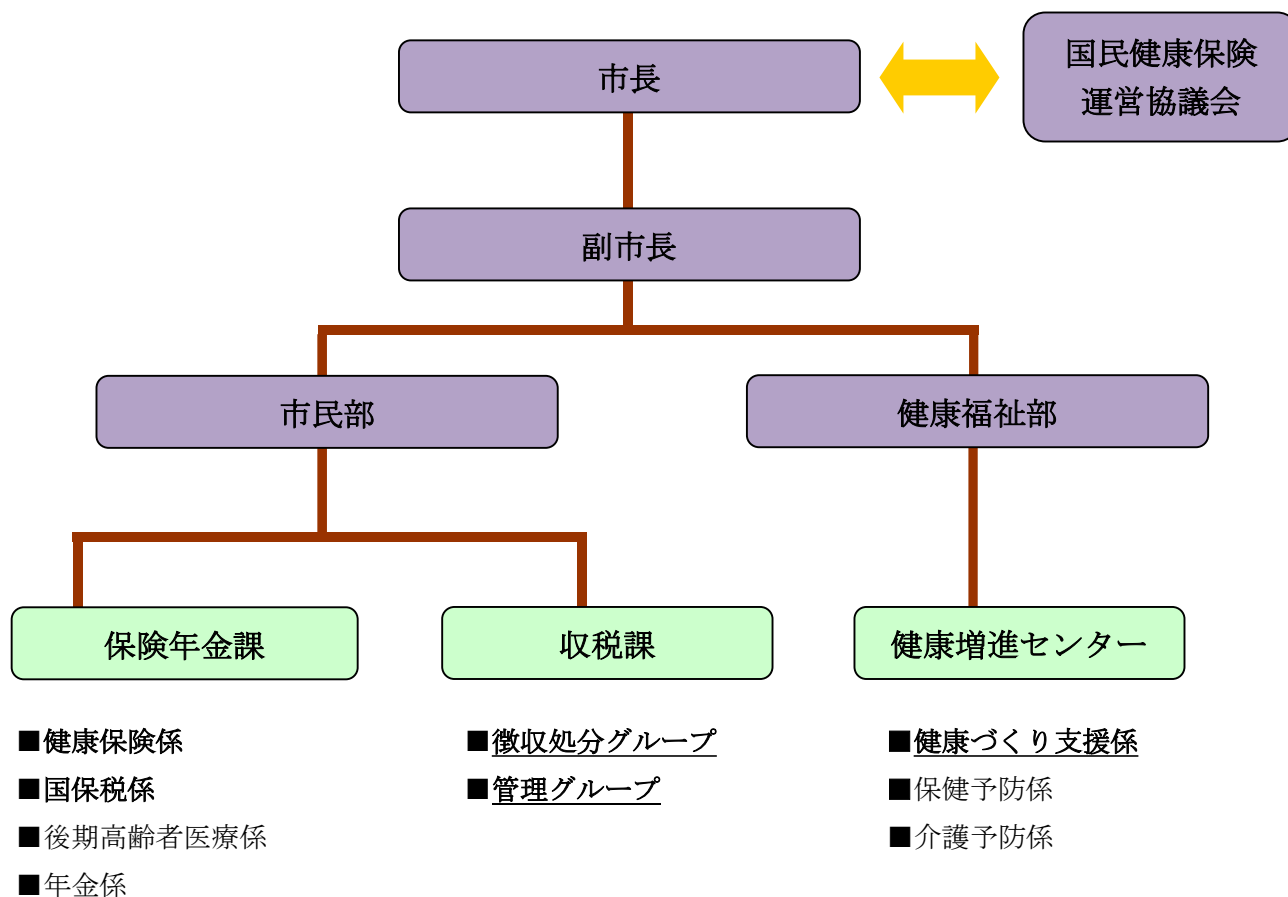 市長
国民健康保険
運営協議会
副市長
市民部
健康福祉部
保険年金課
収税課
健康増進センター
■健康保険係
■国保税係
■後期高齢者医療係
■年金係
■徴収処分グループ
■管理グループ
■健康づくり支援係
■保健予防係
■介護予防係